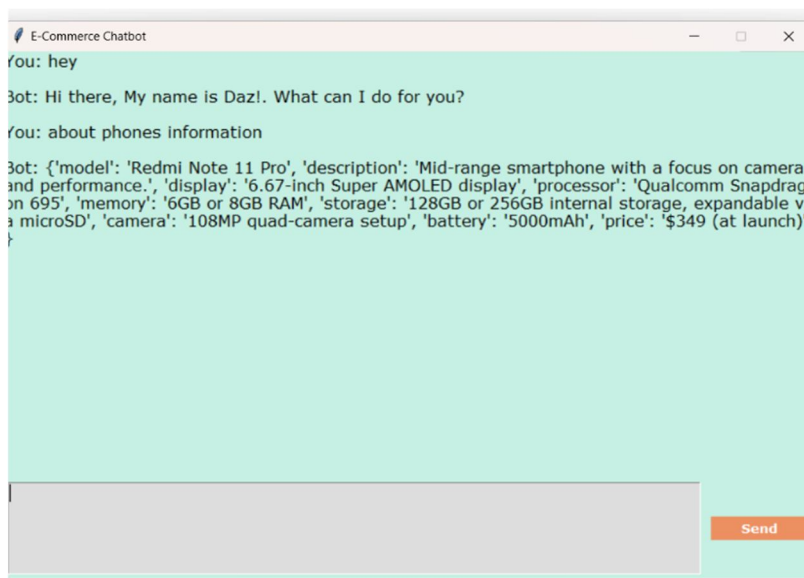 E-Commerce Chatbot
You: hey
Bot: Hi there, My name is Daz!. What can I do for you?
You: about phones information
Bot: {'model': 'Redmi Note 11 Pro', 'description': 'Mid-range smartphone with a focus on camera
and performance.', 'display': '6.67-inch Super AMOLED display', 'processor': 'Qualcomm Snapdrag
on 695', 'memory': '6GB or 8GB RAM', 'storage': '128GB or 256GB internal storage, expandable v
a microSD', 'camera': '108MP quad-camera setup', 'battery': '5000mAh', 'price': '$349 (at launch)'
}
Send